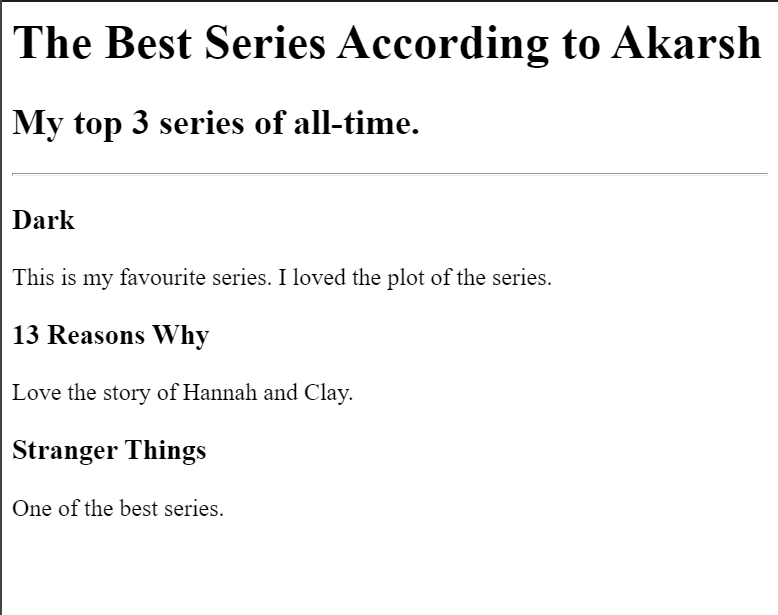 The Best Series According to Akarsh
My top 3 series of all-time.
Dark
This is my favourite series. I loved the plot of the series.
13 Reasons Why
Love the story of Hannah and Clay.
Stranger Things
One of the best series.